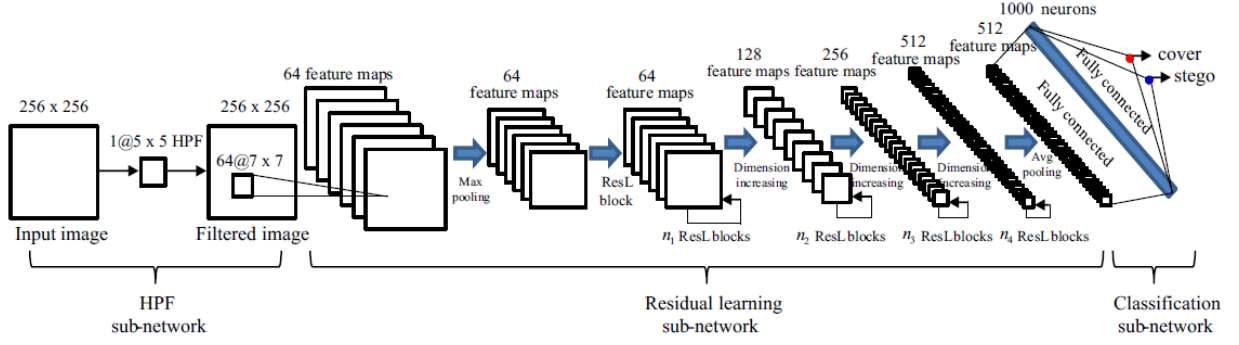 256 x 256
Input image
1@5 x 5 HPF
256 x 256
64@7 x 7
Filtered image
64 feature maps
Max
pooling
64
feature maps
ResL
block
64
feature maps
n1 ResL blocks
Dimension
increasing
128
feature maps
n2 ResL blocks
Dimension
increasing
256
feature maps
n3 ResL blocks
Dimension
increasing
512
feature maps
n4 ResL blocks
Avg
pooling
512
feature maps
Fully connected
1000 neurons
Fully connected
cover
stego
HPF
sub-network
Residual learning
sub-network
Classification
sub-network